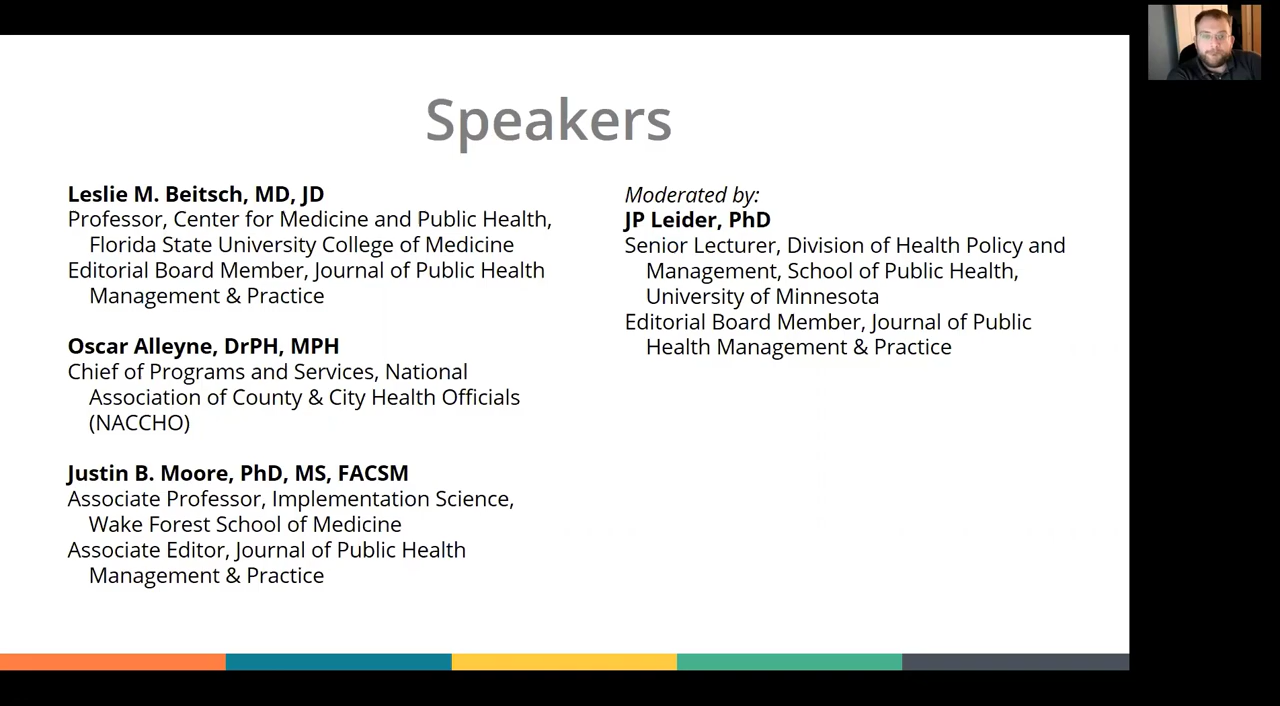 Speakers
Leslie M. Beitsch, MD, JD
Professor, Center for Medicine and Public Health,
Florida State University College of Medicine
Editorial Board Member, Journal of Public Health
Management & Practice
Oscar Alleyne, DrPH, MPH
Chief of Programs and Services, National
Association of County & City Health Officials
(NACCHO)
Justin B. Moore, PhD, MS, FACSM
Associate Professor, Implementation Science,
Wake Forest School of Medicine
Associate Editor, Journal of Public Health
Management & Practice
Moderated by:
JP Leider, PhD
Senior Lecturer, Division of Health Policy and
Management, School of Public Health,
University of Minnesota
Editorial Board Member, Journal of Public
Health Management & Practice